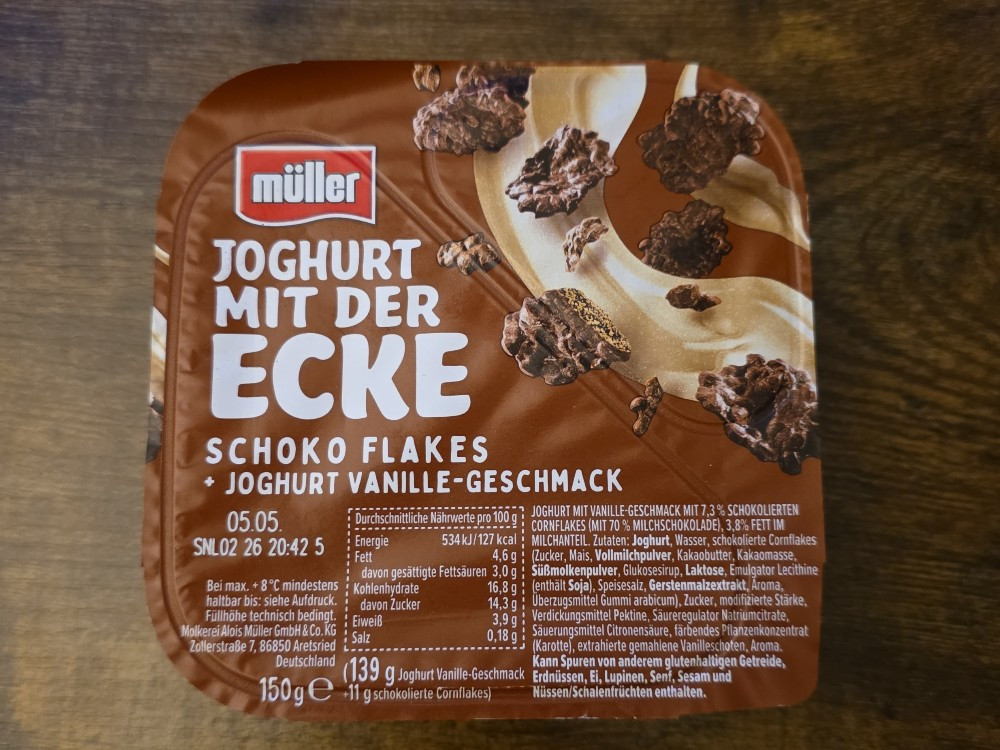 müller
JOGHURT
MIT DER
ECKE
SCHOKO FLAKES
+ JOGHURT VANILLE-GESCHMACK
05.05.
SNL02 26 20:42 5
Bei max. + 8 °C mindestens
haltbar bis: siehe Aufdruck.
Füllhöhe technisch bedingt.
Molkerei Alois Müller GmbH & Co. KG
Zollerstraße 7, 86850 Aretsried
Deutschland
150 g e
Durchschnittliche Nährwerte pro 100 g
Energie 534 kJ/127 kcal
Fett 4,6 g
davon gesättigte Fettsäuren 3,0 g
Kohlenhydrate 16,8 g
davon Zucker 14,3 g
Eiweiß 3,9 g
Salz 0,18 g
(139 g Joghurt Vanille-Geschmack
+11 g schokolierte Cornflakes)
JOGHURT MIT VANILLE-GESCHMACK MIT 7,3 % SCHOKOLIERTEN
CORNFLAKES (MIT 70 % MILCHSCHOKOLADE), 3,8% FETT IM
MILCHANTEIL. Zutaten: Joghurt, Wasser, schokolierte Cornflakes
(Zucker, Mais, Vollmilchpulver, Kakaobutter, Kakaomasse,
Süßmolkenpulver, Glukosesirup, Laktose, Emulgator Lecithine
(enthält Soja), Speisesalz, Gerstenmalzextrakt, Aroma,
Überzugsmittel Gummi arabicum), Zucker, modifizierte Stärke,
Verdickungsmittel Pektine, Säureregulator Natriumcitrate,
Säuerungsmittel Citronensäure, färbendes Pflanzenkonzentrat
(Karotte), extrahierte gemahlene Vanilleschoten, Aroma.
Kann Spuren von anderem glutenhaltigen Getreide,
Erdnüssen, Ei, Lupinen, Senf, Sesam und
Nüssen/Schalenfrüchten enthalten.